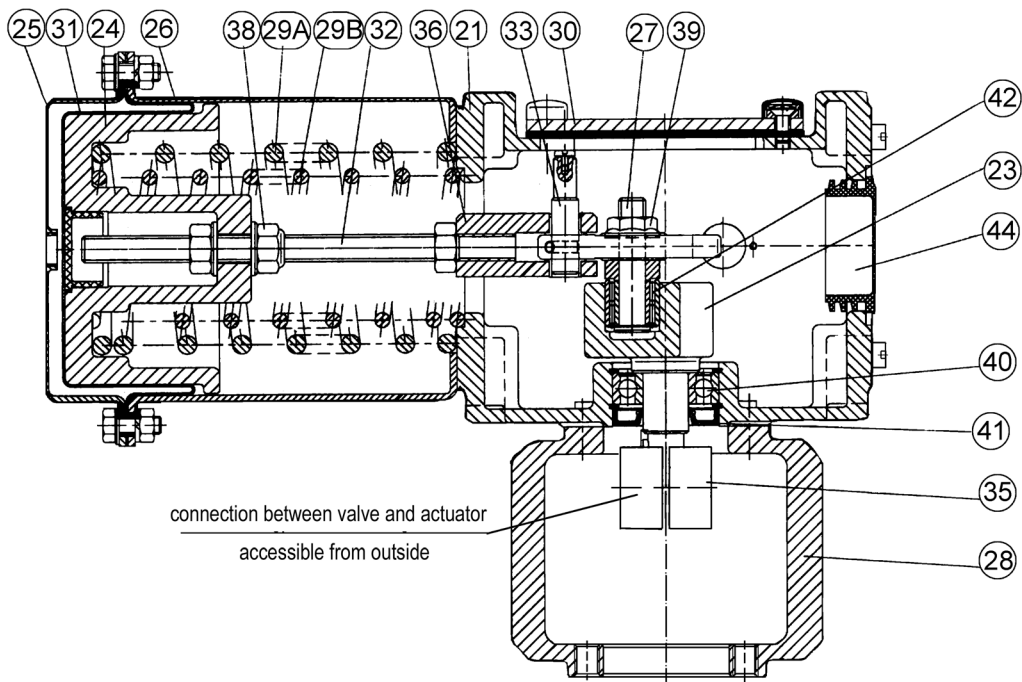 25 31 24 26 38 29A 29B 32 36 21 33 30 27 39
42
23
44
40
41
35
connection between valve and actuator
accessible from outside
28